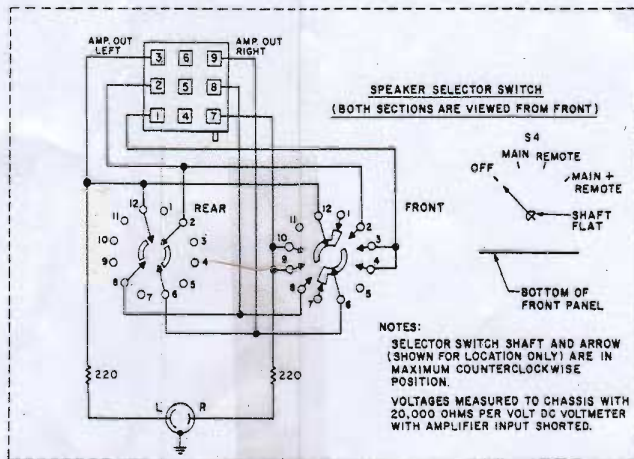 AMP. OUT
LEFT
AMP. OUT
RIGHT
3 6 9
2 5 8
1 4 7
SPEAKER SELECTOR SWITCH
(BOTH SECTIONS ARE VIEWED FROM FRONT)
S4
MAIN REMOTE
OFF
MAIN +
REMOTE
SHAFT
FLAT
BOTTOM OF
FRONT PANEL
REAR
12 1
11 2
10 3
9 4
8 5
7 6
FRONT
12 1
11 2
10 3
9 4
8 5
7 6
220
220
L R
NOTES:
SELECTOR SWITCH SHAFT AND ARROW
(SHOWN FOR LOCATION ONLY) ARE IN
MAXIMUM COUNTERCLOCKWISE
POSITION.
VOLTAGES MEASURED TO CHASSIS WITH
20,000 OHMS PER VOLT DC VOLTMETER
WITH AMPLIFIER INPUT SHORTED.